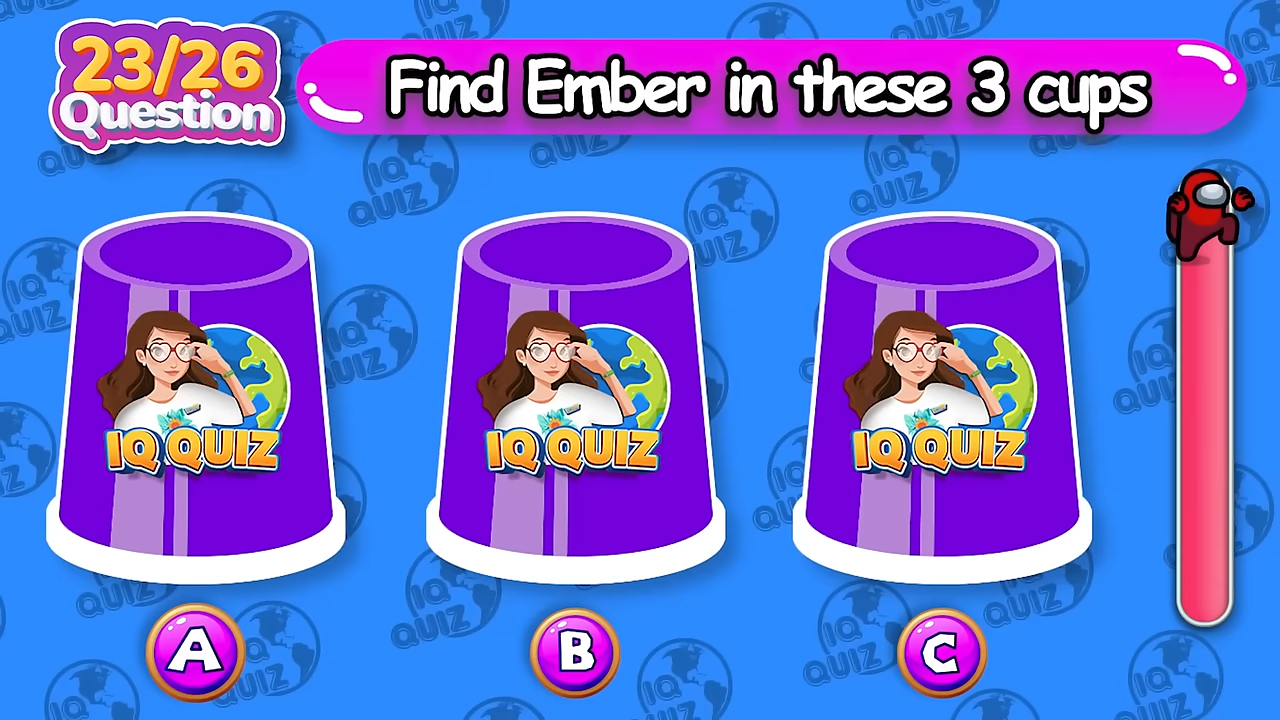 23/26
Question
Find Ember in these 3 cups
IQ QUIZ
IQ QUIZ
IQ QUIZ
A
B
C